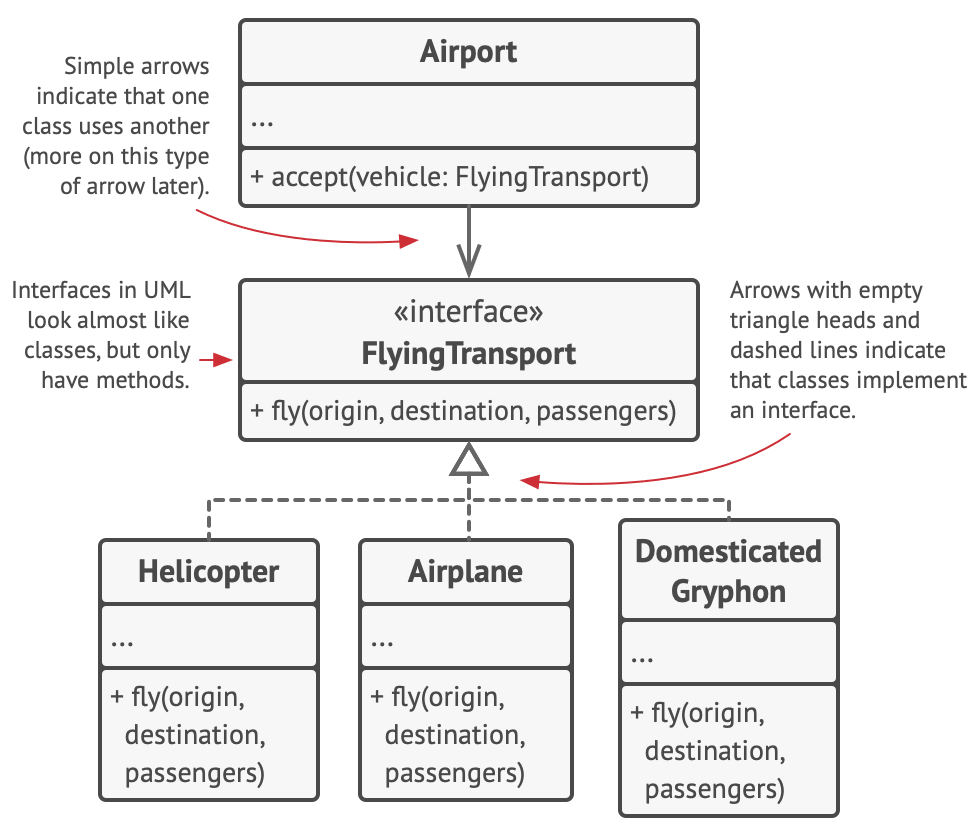 Airport
...
+ accept(vehicle: FlyingTransport)
Simple arrows
indicate that one
class uses another
(more on this type
of arrow later).
Interfaces in UML
look almost like
classes, but only
have methods.
«interface»
FlyingTransport
+ fly(origin, destination, passengers)
Arrows with empty
triangle heads and
dashed lines indicate
that classes implement
an interface.
Helicopter
...
+ fly(origin,
destination,
passengers)
Airplane
...
+ fly(origin,
destination,
passengers)
Domesticated
Gryphon
...
+ fly(origin,
destination,
passengers)